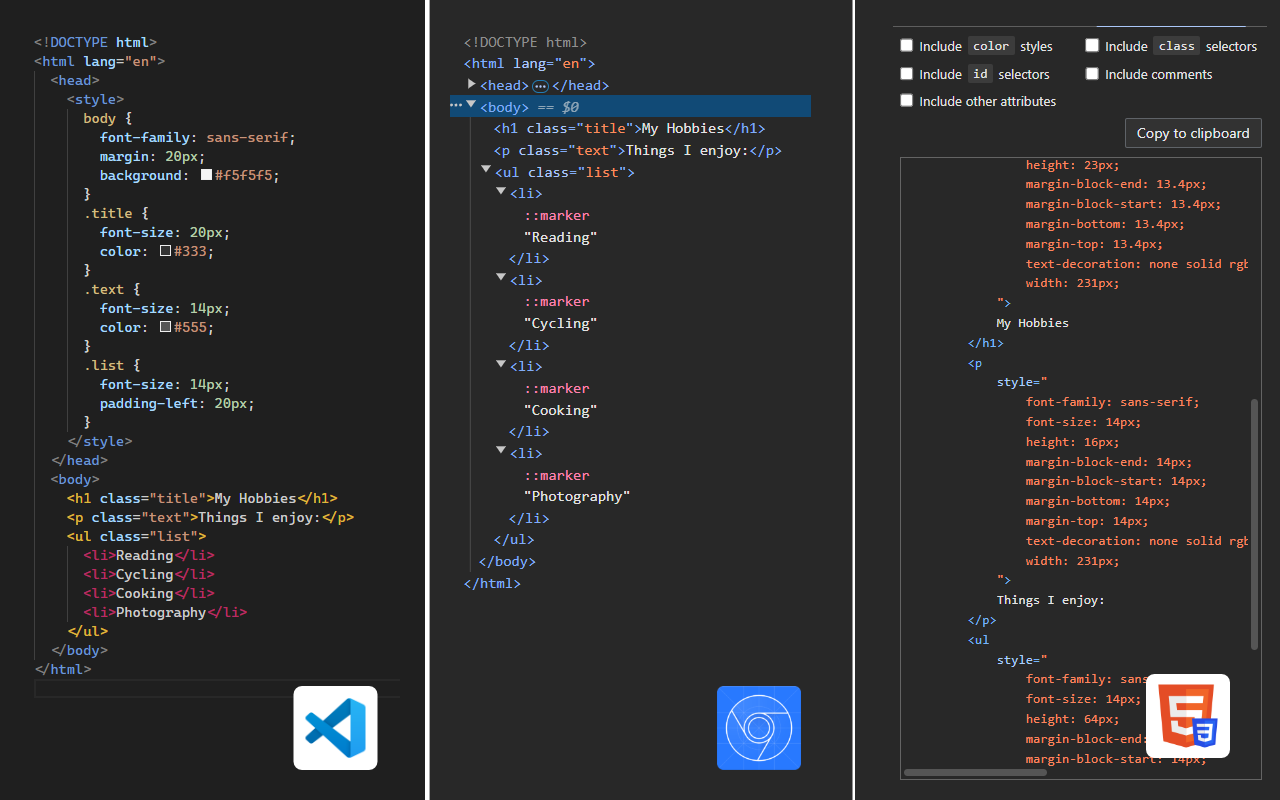 <!DOCTYPE html>
<html lang="en">
<head>
<style>
body {
font-family: sans-serif;
margin: 20px;
background: #f5f5f5;
}
.title {
font-size: 20px;
color: #333;
}
.text {
font-size: 14px;
color: #555;
}
.list {
font-size: 14px;
padding-left: 20px;
}
</style>
</head>
<body>
<h1 class="title">My Hobbies</h1>
<p class="text">Things I enjoy:</p>
<ul class="list">
<li>Reading</li>
<li>Cycling</li>
<li>Cooking</li>
<li>Photography</li>
</ul>
</body>
</html>
<!DOCTYPE html>
<html lang="en">
<head>…</head>
… <body> == $0
<h1 class="title">My Hobbies</h1>
<p class="text">Things I enjoy:</p>
<ul class="list">
<li>
::marker
"Reading"
</li>
<li>
::marker
"Cycling"
</li>
<li>
::marker
"Cooking"
</li>
<li>
::marker
"Photography"
</li>
</ul>
</body>
</html>
Include color styles
Include class selectors
Include id selectors
Include comments
Include other attributes
Copy to clipboard
height: 23px;
margin-block-end: 13.4px;
margin-block-start: 13.4px;
margin-bottom: 13.4px;
margin-top: 13.4px;
text-decoration: none solid rgb
width: 231px;
">
My Hobbies
</h1>
<p
style="
font-family: sans-serif;
font-size: 14px;
height: 16px;
margin-block-end: 14px;
margin-block-start: 14px;
margin-bottom: 14px;
margin-top: 14px;
text-decoration: none solid rgb
width: 231px;
">
Things I enjoy:
</p>
<ul
style="
font-family: sans
font-size: 14px;
height: 64px;
margin-block-end:
margin-block-start: 14px;